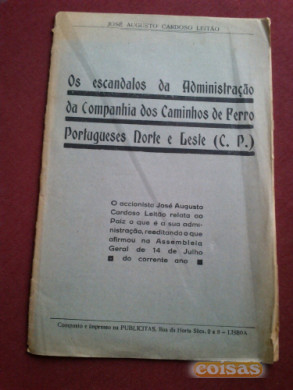 JOSÉ AUGUSTO CARDOSO LEITÃO
Os escandalos da Administração
da Companhia dos Caminhos de Ferro
Portugueses Norte e Leste (C. P.)
O accionista José Augusto
Cardoso Leitão relata ao
Paiz o que é a sua admi-
nistração, reeditando o que
afirmou na Assembleia
Geral de 14 de Julho
do corrente ano
Composto e impresso na PUBLICITAS, Rua da Horta Sêca, — LISBOA
coisas